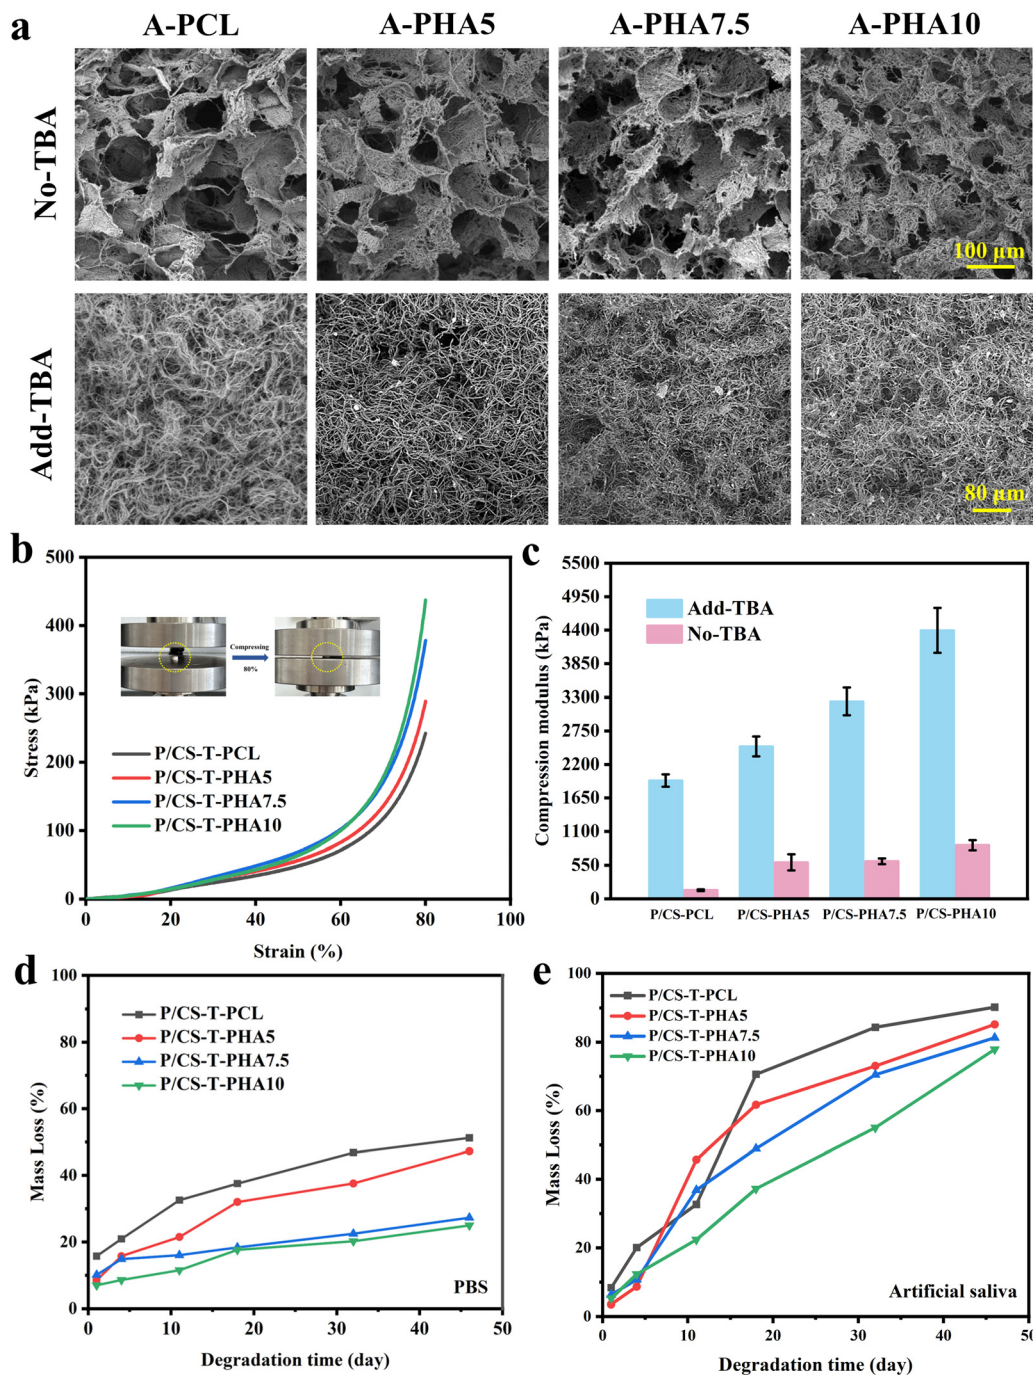 a
A-PCL
A-PHA5
A-PHA7.5
A-PHA10
No-TBA
100 μm
Add-TBA
80 μm
b
500
400
300
200
100
0
Stress (kPa)
Compressing
80%
P/CS-T-PCL
P/CS-T-PHA5
P/CS-T-PHA7.5
P/CS-T-PHA10
0
20
40
60
80
100
Strain (%)
c
5500
4950
4400
3850
3300
2750
2200
1650
1100
550
0
Compression modulus (kPa)
Add-TBA
No-TBA
P/CS-PCL
P/CS-PHA5
P/CS-PHA7.5
P/CS-PHA10
d
100
80
60
40
20
0
Mass Loss (%)
P/CS-T-PCL
P/CS-T-PHA5
P/CS-T-PHA7.5
P/CS-T-PHA10
PBS
0
10
20
30
40
50
Degradation time (day)
e
100
80
60
40
20
0
Mass Loss (%)
P/CS-T-PCL
P/CS-T-PHA5
P/CS-T-PHA7.5
P/CS-T-PHA10
Artificial saliva
0
10
20
30
40
50
Degradation time (day)